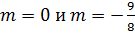 m = 0 и m = −9/8